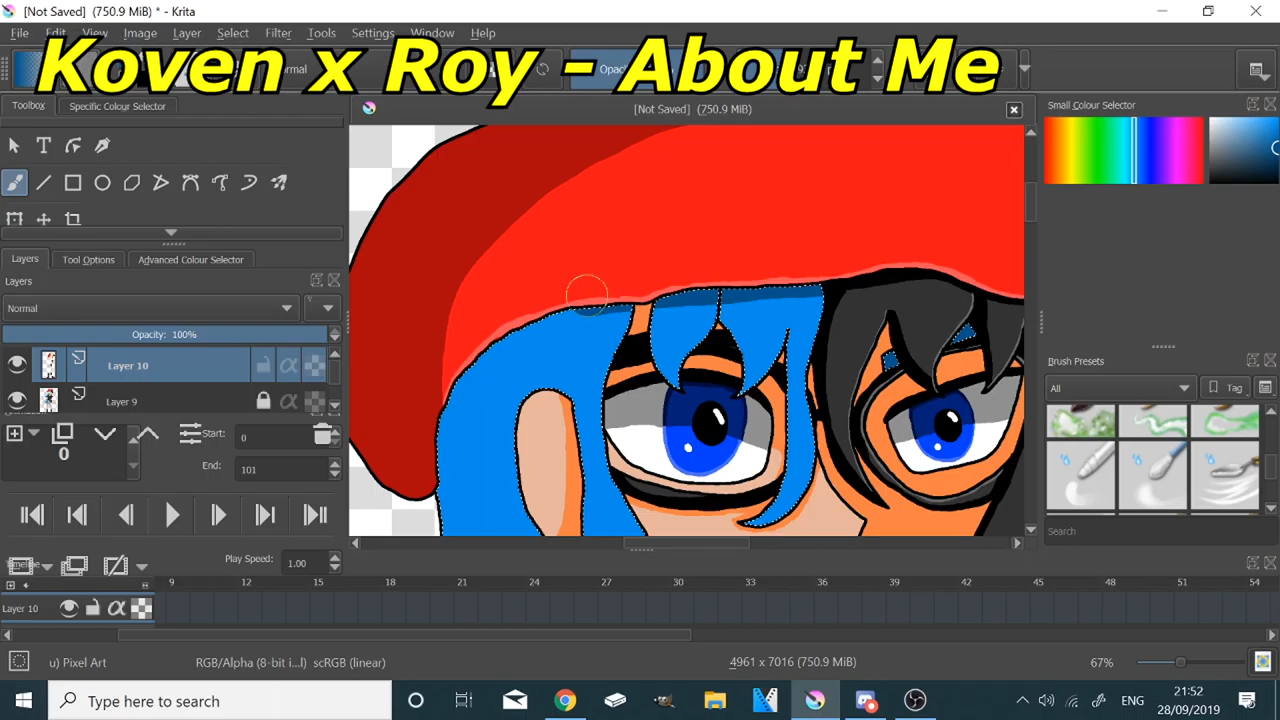 [Not Saved] (750.9 MiB) * - Krita
File Edit View Image Layer Select Filter Tools Settings Window Help
Koven x Roy - About Me
Toolbox Specific Colour Selector
[Not Saved] (750.9 MiB)
Small Colour Selector
Layers Tool Options Advanced Colour Selector
Layers
Normal
Opacity: 100%
Layer 10
Layer 9
Start: 0
0
End: 101
Brush Presets
All Tag
Search
Play Speed: 1.00
9 12 15 18 21 24 27 30 33 36 39 42 45 48 51 54
Layer 10
u) Pixel Art RGB/Alpha (8-bit i...l) scRGB (linear) 4961 x 7016 (750.9 MiB) 67%
Type here to search
ENG
21:52
28/09/2019